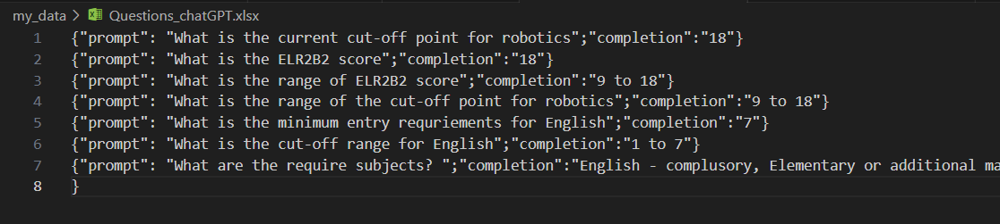 my_data > Questions_chatGPT.xlsx
1 {"prompt": "What is the current cut-off point for robotics";"completion":"18"}
2 {"prompt": "What is the ELR2B2 score";"completion":"18"}
3 {"prompt": "What is the range of ELR2B2 score";"completion":"9 to 18"}
4 {"prompt": "What is the range of the cut-off point for robotics";"completion":"9 to 18"}
5 {"prompt": "What is the minimum entry requriements for English";"completion":"7"}
6 {"prompt": "What is the cut-off range for English";"completion":"1 to 7"}
7 {"prompt": "What are the require subjects? ";"completion":"English - complusory, Elementary or additional ma
8 }